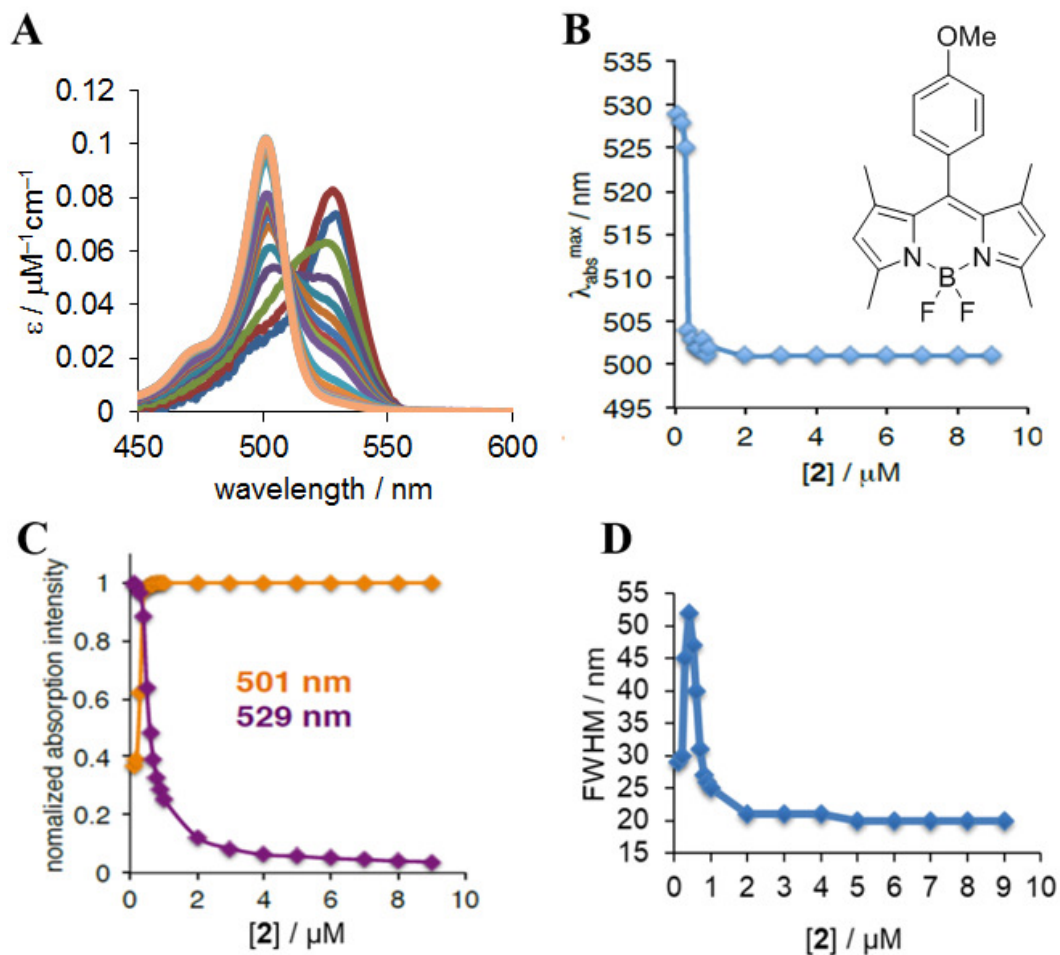 A
ε / μM⁻¹cm⁻¹
0.12
0.1
0.08
0.06
0.04
0.02
0
450 500 550 600
wavelength / nm
B
λabsmax / nm
535
530
525
520
515
510
505
500
495
0 2 4 6 8 10
[2] / μM
OMe
N N
B
F F
C
nomalized absorption intensity
1
0.8
0.6
0.4
0.2
0
501 nm
529 nm
0 2 4 6 8 10
[2] / μM
D
FWHM / nm
55
50
45
40
35
30
25
20
15
0 1 2 3 4 5 6 7 8 9 10
[2] / μM